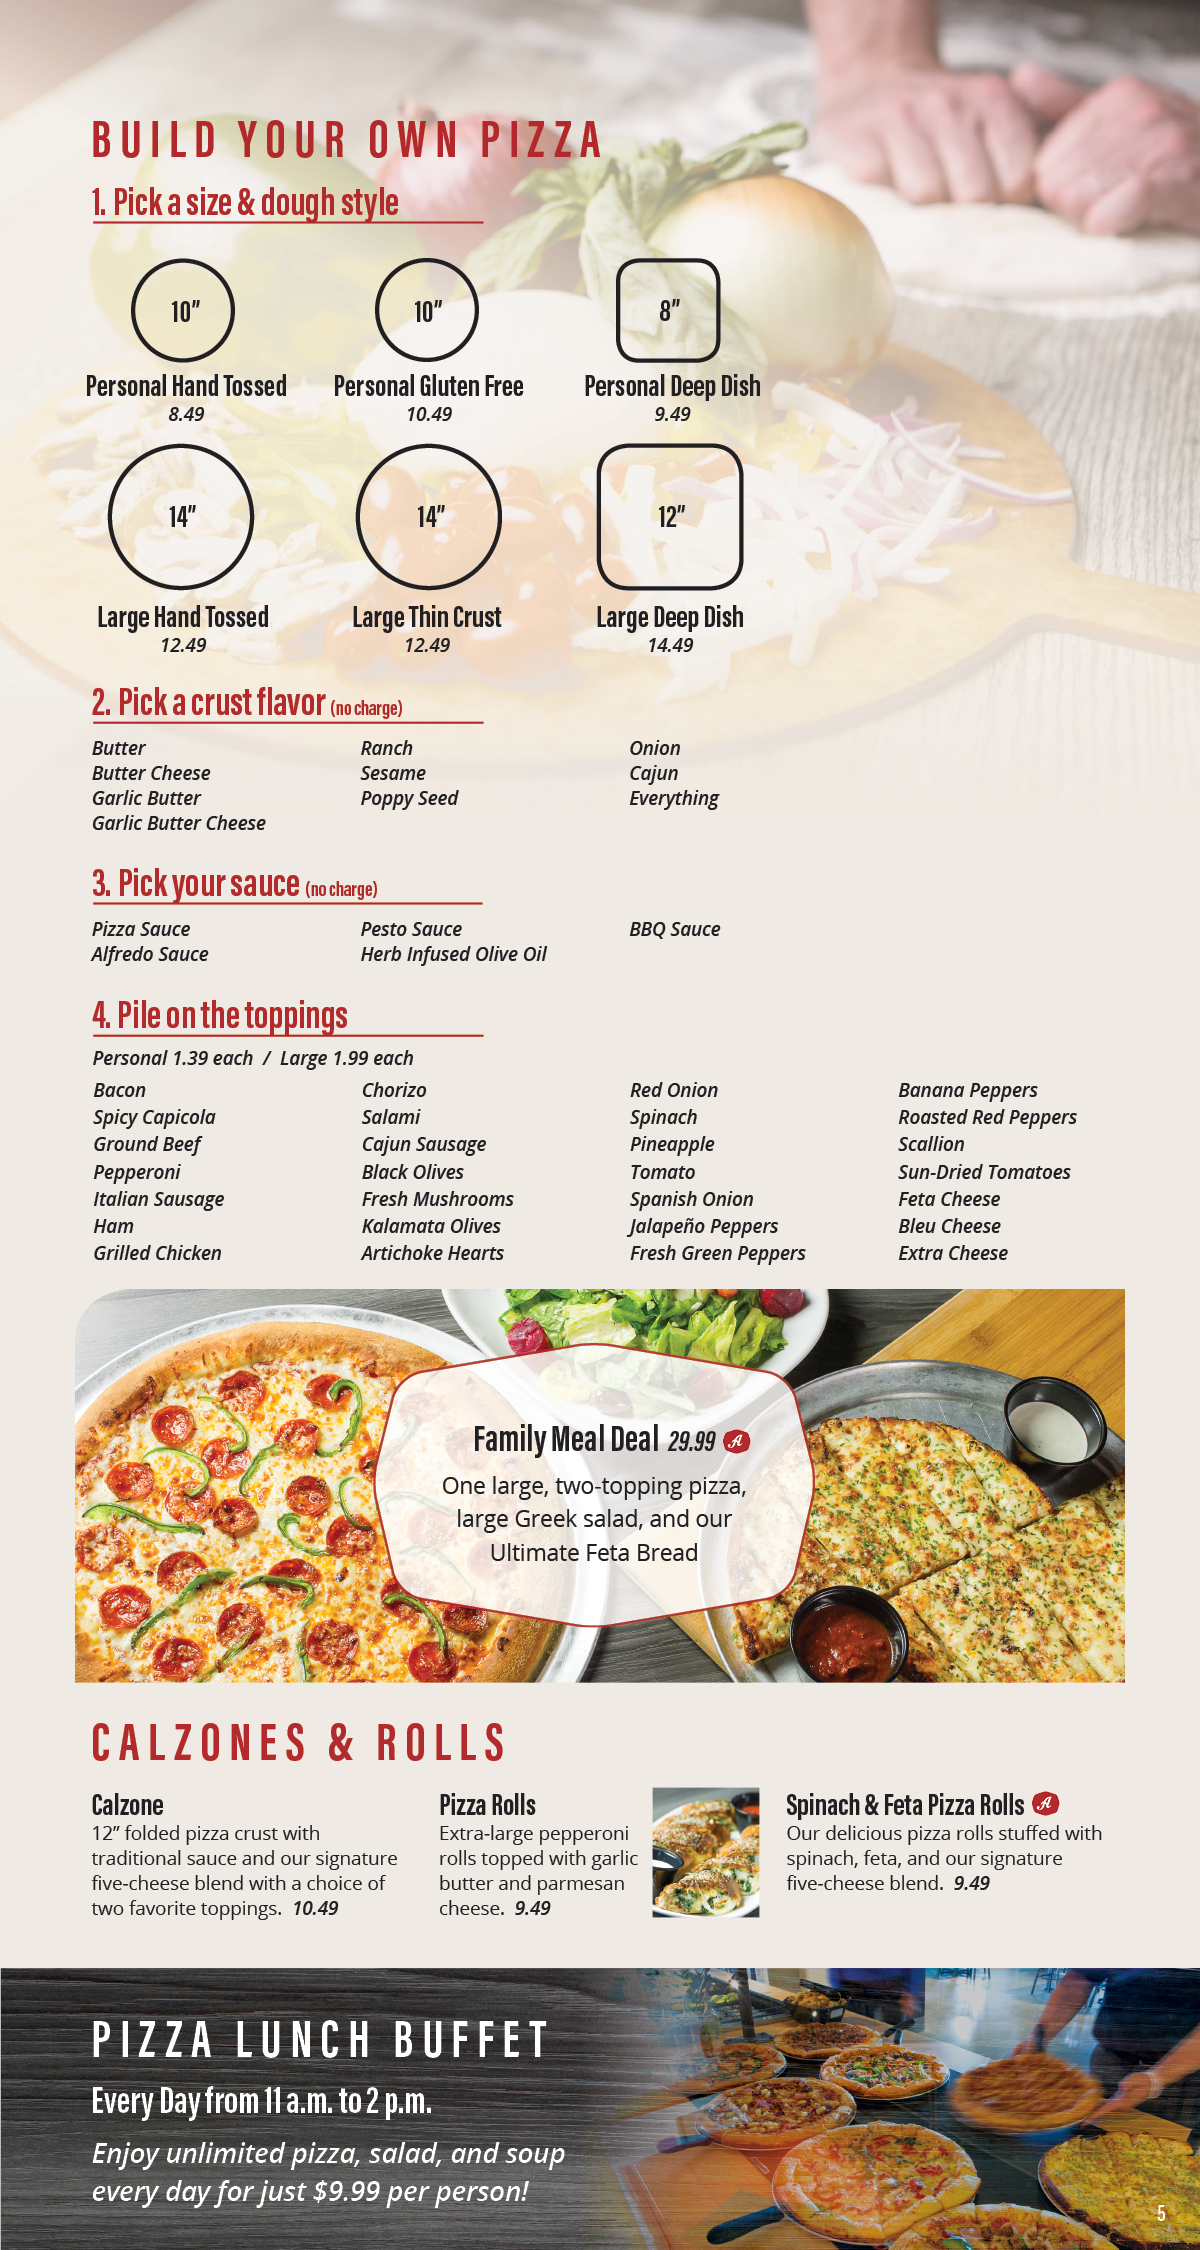 BUILD YOUR OWN PIZZA
1. Pick a size & dough style
10” 10” 8”
Personal Hand Tossed Personal Gluten Free Personal Deep Dish
8.49 10.49 9.49
14” 14” 12”
Large Hand Tossed Large Thin Crust Large Deep Dish
12.49 12.49 14.49
2. Pick a crust flavor (no charge)
Butter Ranch Onion
Butter Cheese Sesame Cajun
Garlic Butter Poppy Seed Everything
Garlic Butter Cheese
3. Pick your sauce (no charge)
Pizza Sauce Pesto Sauce BBQ Sauce
Alfredo Sauce Herb Infused Olive Oil
4. Pile on the toppings
Personal 1.39 each / Large 1.99 each
Bacon Chorizo Red Onion Banana Peppers
Spicy Capicola Salami Spinach Roasted Red Peppers
Ground Beef Cajun Sausage Pineapple Scallion
Pepperoni Black Olives Tomato Sun-Dried Tomatoes
Italian Sausage Fresh Mushrooms Spanish Onion Feta Cheese
Ham Kalamata Olives Jalapeño Peppers Bleu Cheese
Grilled Chicken Artichoke Hearts Fresh Green Peppers Extra Cheese
Family Meal Deal 29.99 A
One large, two-topping pizza,
large Greek salad, and our
Ultimate Feta Bread
CALZONES & ROLLS
Calzone
12” folded pizza crust with
traditional sauce and our signature
five-cheese blend with a choice of
two favorite toppings. 10.49
Pizza Rolls
Extra-large pepperoni
rolls topped with garlic
butter and parmesan
cheese. 9.49
Spinach & Feta Pizza Rolls A
Our delicious pizza rolls stuffed with
spinach, feta, and our signature
five-cheese blend. 9.49
PIZZA LUNCH BUFFET
Every Day from 11 a.m. to 2 p.m.
Enjoy unlimited pizza, salad, and soup
every day for just $9.99 per person!
5